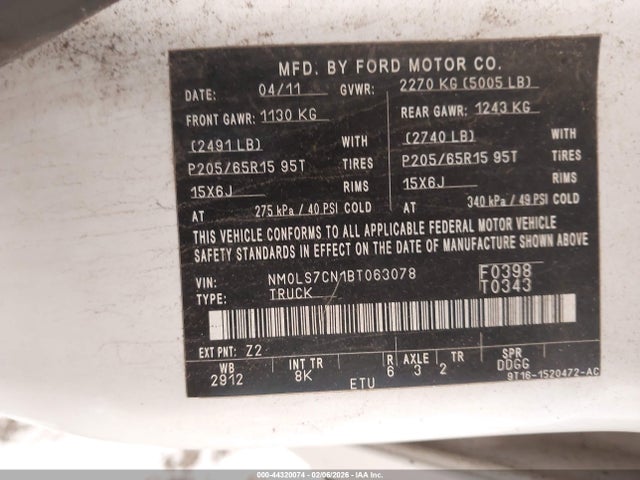 MFD. BY FORD MOTOR CO.
DATE: 04/11 GVWR: 2270 KG (5005 LB)
FRONT GAWR: 1130 KG REAR GAWR: 1243 KG
(2491 LB) WITH (2740 LB) WITH
P205/65R15 95T TIRES P205/65R15 95T TIRES
15X6J RIMS 15X6J RIMS
AT 275 kPa / 40 PSI COLD AT 340 kPa / 49 PSI COLD
THIS VEHICLE CONFORMS TO ALL APPLICABLE FEDERAL MOTOR VEHICLE
SAFETY STANDARDS IN EFFECT ON THE DATE OF MANUFACTURE SHOWN ABOVE.
VIN: NM0LS7CN1BT063078 F0398
TYPE: TRUCK T0343
EXT PNT: Z2
WB INT TR R AXLE TR SPR
2912 8K 6 3 2 DDGG
ETU 9T16-1520472-AC
000-44320074 - 02/06/2026 - IAA Inc.